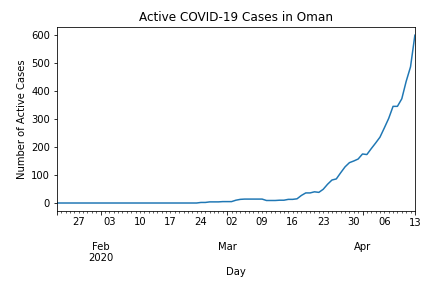 Active COVID-19 Cases in Oman
600
500
400
300
200
100
0
Number of Active Cases
27 03 10 17 24 02 09 16 23 30 06 13
Feb Mar Apr
2020
Day